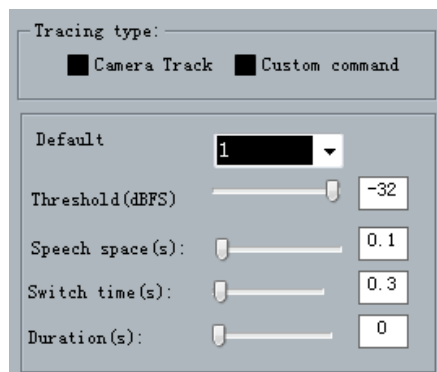 Tracing type:
Camera Track Custom command
Default 1
Threshold(dBFS) -32
Speech space(s): 0.1
Switch time(s): 0.3
Duration(s): 0